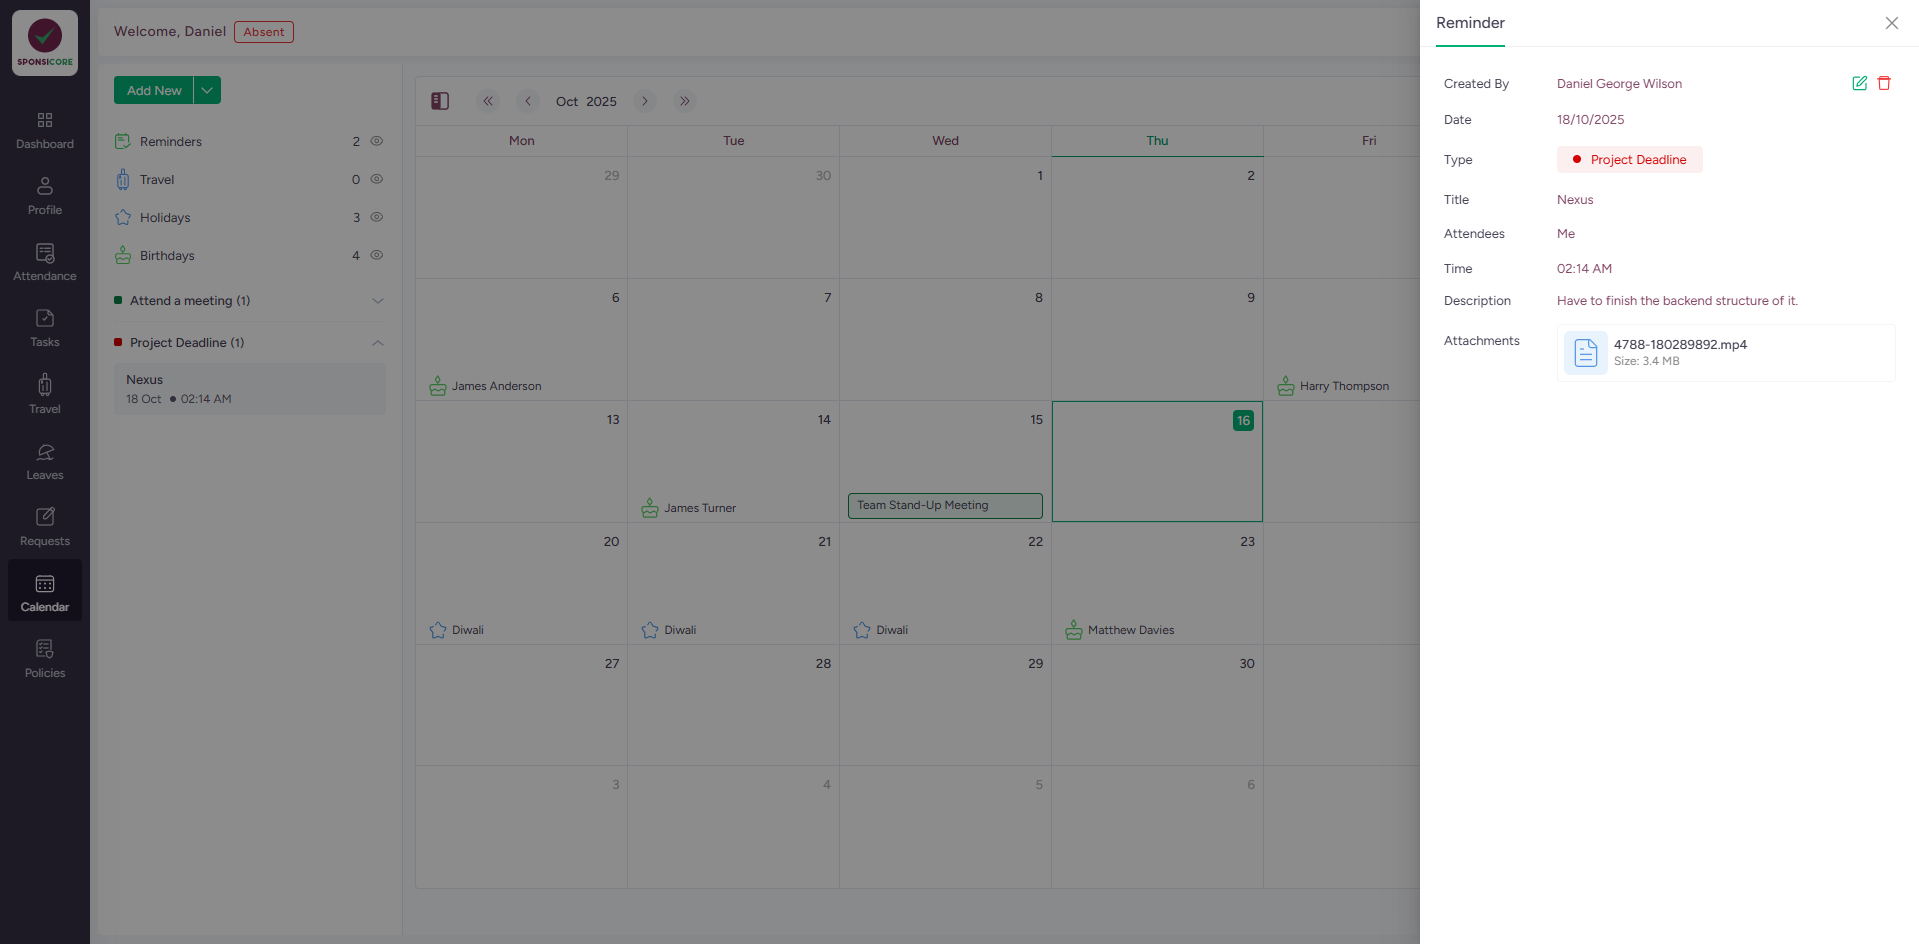 SPONSICORE
Dashboard
Profile
Attendance
Tasks
Travel
Leaves
Requests
Calendar
Policies
Welcome, Daniel Absent
Add New
Reminders 2
Travel 0
Holidays 3
Birthdays 4
Attend a meeting (1)
Project Deadline (1)
Nexus
18 Oct 02:14 AM
Oct 2025
Mon Tue Wed Thu Fri
29 30 1 2
6 7 8 9
James Anderson Harry Thompson
13 14 15 16
James Turner Team Stand-Up Meeting
20 21 22 23
Diwali Diwali Diwali Matthew Davies
27 28 29 30
3 4 5 6
Reminder
Created By Daniel George Wilson
Date 18/10/2025
Type Project Deadline
Title Nexus
Attendees Me
Time 02:14 AM
Description Have to finish the backend structure of it.
Attachments 4788-180289892.mp4
Size: 3.4 MB